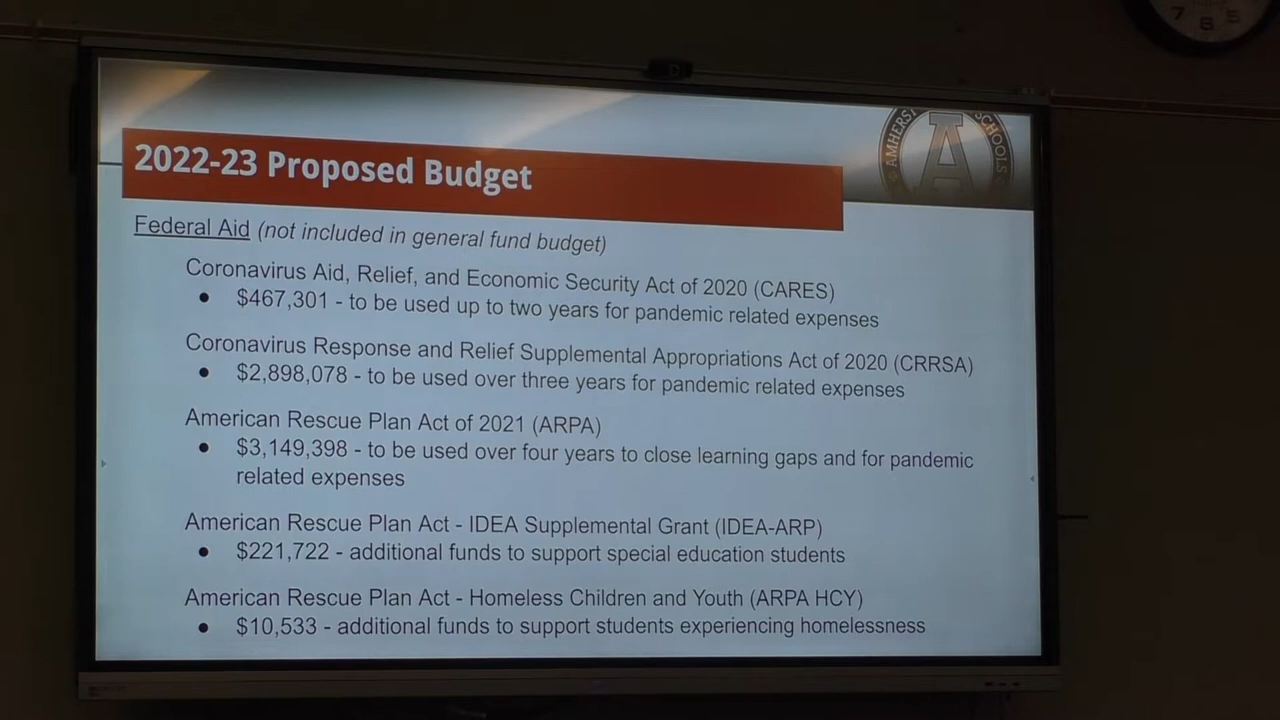 7 6 5
AMHERST SCHOOLS
A
2022-23 Proposed Budget
Federal Aid (not included in general fund budget)
Coronavirus Aid, Relief, and Economic Security Act of 2020 (CARES)
● $467,301 - to be used up to two years for pandemic related expenses
Coronavirus Response and Relief Supplemental Appropriations Act of 2020 (CRRSA)
● $2,898,078 - to be used over three years for pandemic related expenses
American Rescue Plan Act of 2021 (ARPA)
● $3,149,398 - to be used over four years to close learning gaps and for pandemic
related expenses
American Rescue Plan Act - IDEA Supplemental Grant (IDEA-ARP)
● $221,722 - additional funds to support special education students
American Rescue Plan Act - Homeless Children and Youth (ARPA HCY)
● $10,533 - additional funds to support students experiencing homelessness